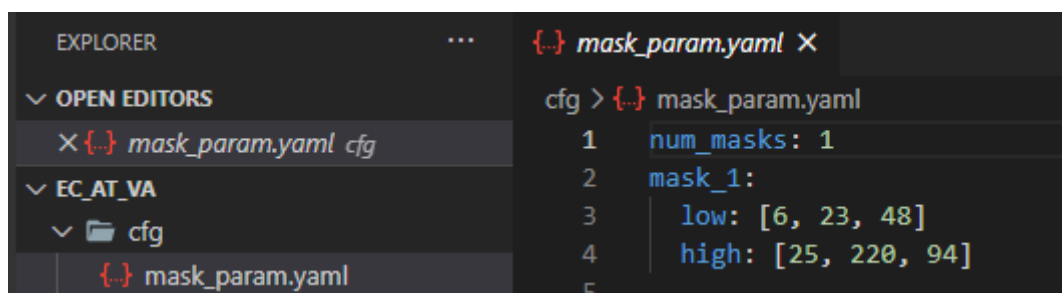 EXPLORER ...
OPEN EDITORS
{..} mask_param.yaml cfg
EC_AT_VA
cfg
{..} mask_param.yaml
{..} mask_param.yaml
cfg > {..} mask_param.yaml
1 num_masks: 1
2 mask_1:
3 low: [6, 23, 48]
4 high: [25, 220, 94]
5